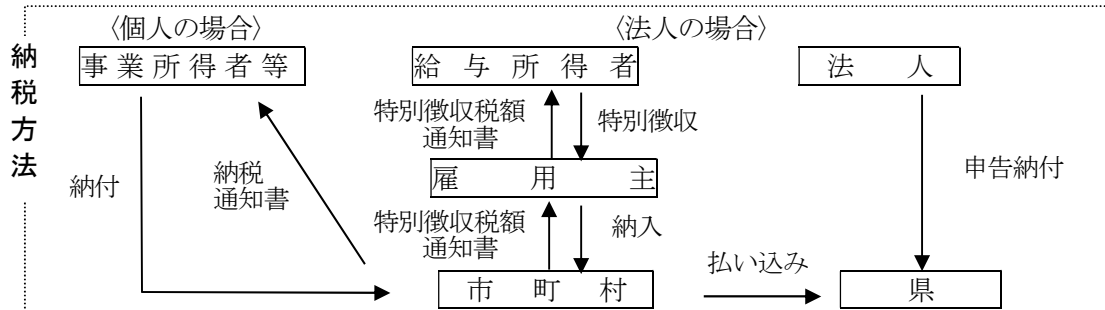 〈個人の場合〉
〈法人の場合〉
納税方法
事業所得者等
給与所得者
法人
特別徴収税額
通知書
特別徴収
納付
納税
通知書
雇用主
申告納付
特別徴収税額
通知書
納入
払い込み
市町村
県